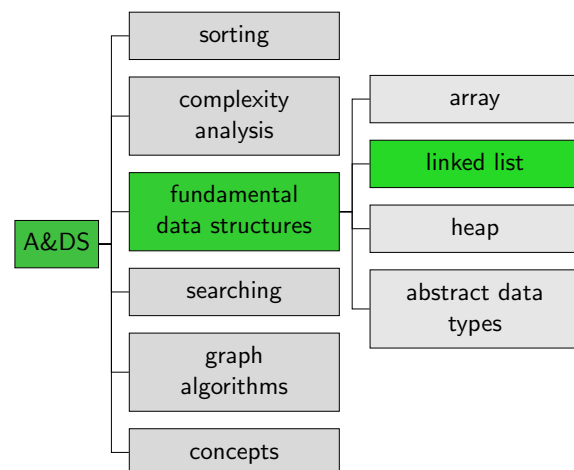 A&DS
sorting
complexity
analysis
fundamental
data structures
searching
graph
algorithms
concepts
array
linked list
heap
abstract data
types